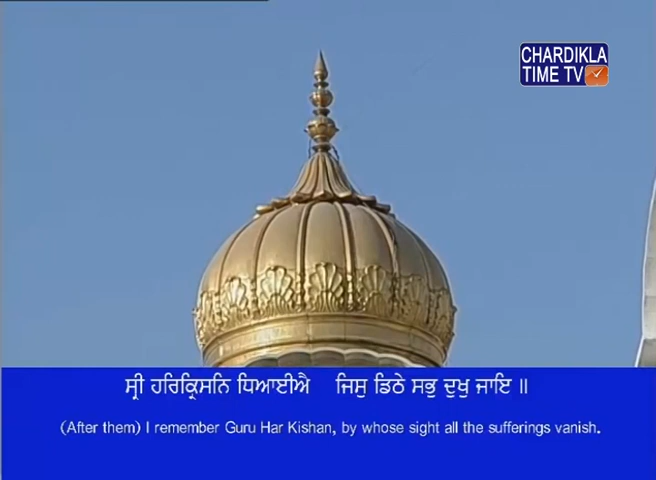 CHARDIKLA
TIME TV
ਸ੍ਰੀ ਹਰਿਕ੍ਰਿਸਨਿ ਧਿਆਈਐ ਜਿਸੁ ਡਿਠੇ ਸਭੁ ਦੁਖੁ ਜਾਇ ॥
(After them) I remember Guru Har Kishan, by whose sight all the sufferings vanish.